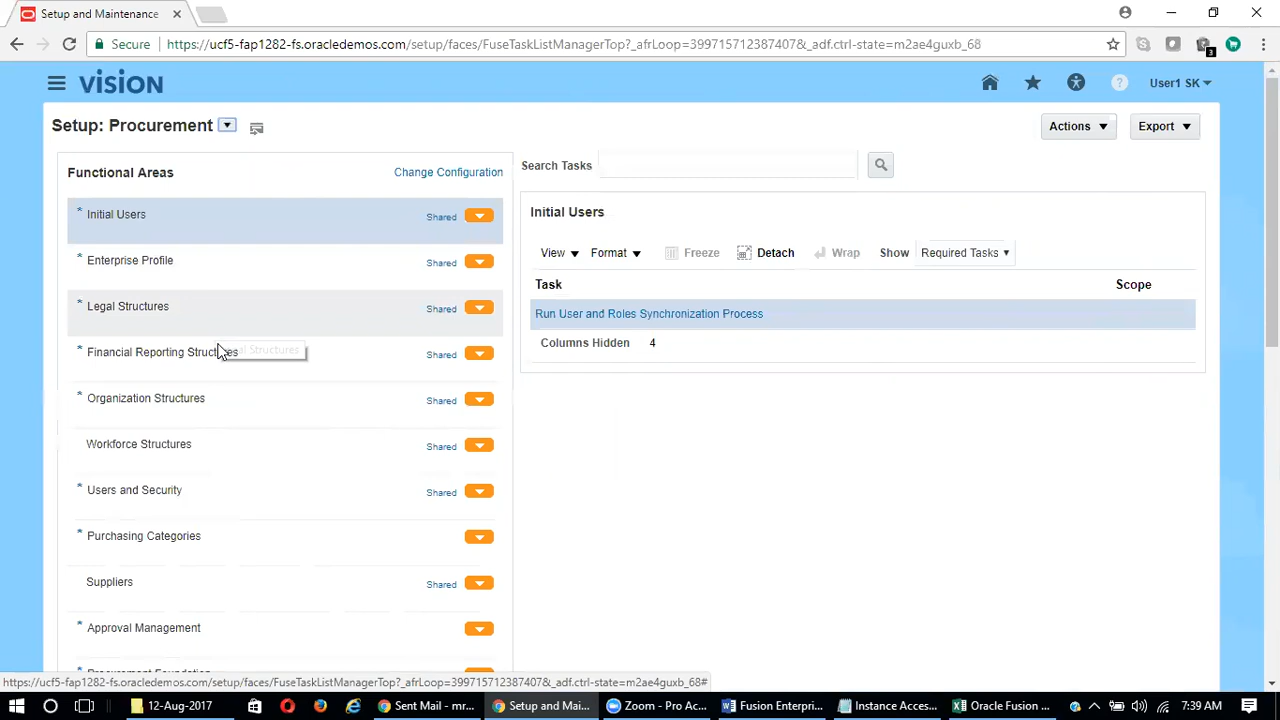 Setup and Maintenance
Secure
https://ucf5-fap1282-fs.oracledemos.com/setup/faces/FuseTaskListManagerTop?_afrLoop=399715712387407&_adf.ctrl-state=m2ae4guxb_68
3
VISION
User1 SK
Setup: Procurement
Actions
Export
Functional Areas
Change Configuration
Search Tasks
* Initial Users Shared
* Enterprise Profile Shared
* Legal Structures Shared
* Financial Reporting Structures Shared
* Organization Structures Shared
Workforce Structures Shared
* Users and Security Shared
* Purchasing Categories
Suppliers Shared
* Approval Management
Initial Users
View Format Freeze Detach Wrap Show Required Tasks
Task Scope
Run User and Roles Synchronization Process
Columns Hidden 4
https://ucf5-fap1282-fs.oracledemos.com/setup/faces/FuseTaskListManagerTop?_afrLoop=399715712387407&_adf.ctrl-state=m2ae4guxb_68#
12-Aug-2017
Sent Mail - mr...
Setup and Mai...
Zoom - Pro Ac...
Fusion Enterpri...
Instance Access...
Oracle Fusion ...
7:39 AM